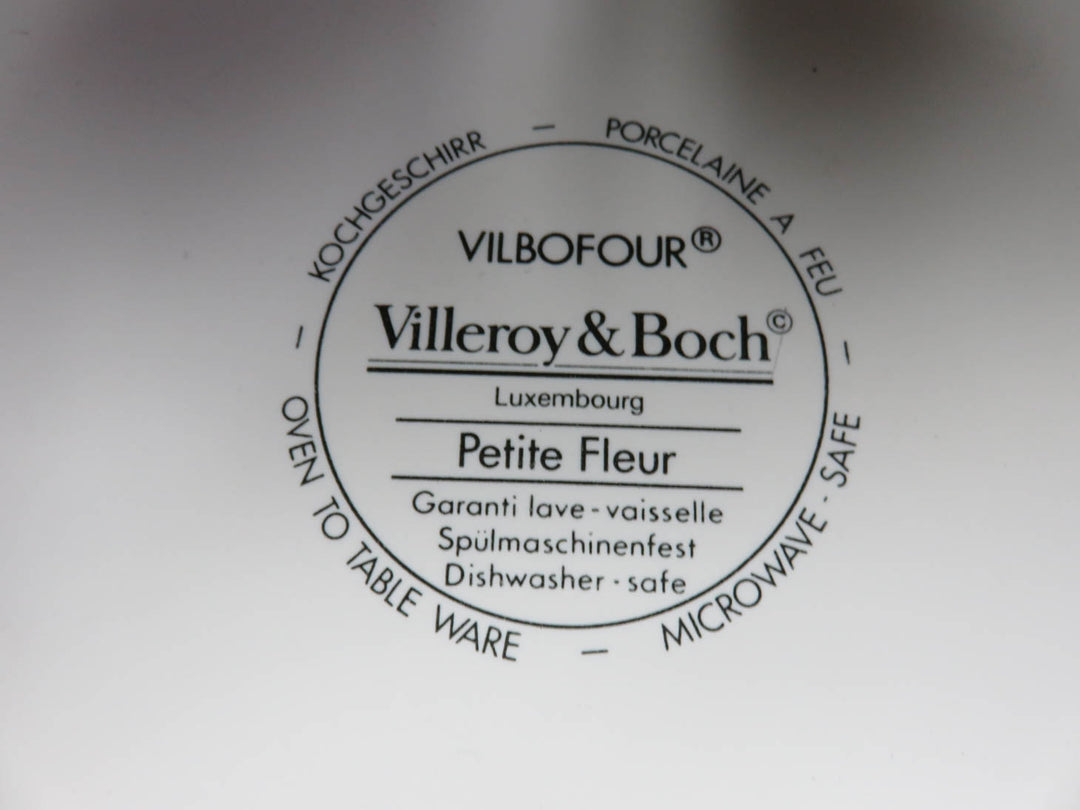 KOCHGESCHIRR — PORCELAINE A FEU — MICROWAVE - SAFE — OVEN TO TABLE WARE —
VILBOFOUR®
Villeroy & Boch©
Luxembourg
Petite Fleur
Garanti lave-vaisselle
Spülmaschinenfest
Dishwasher-safe